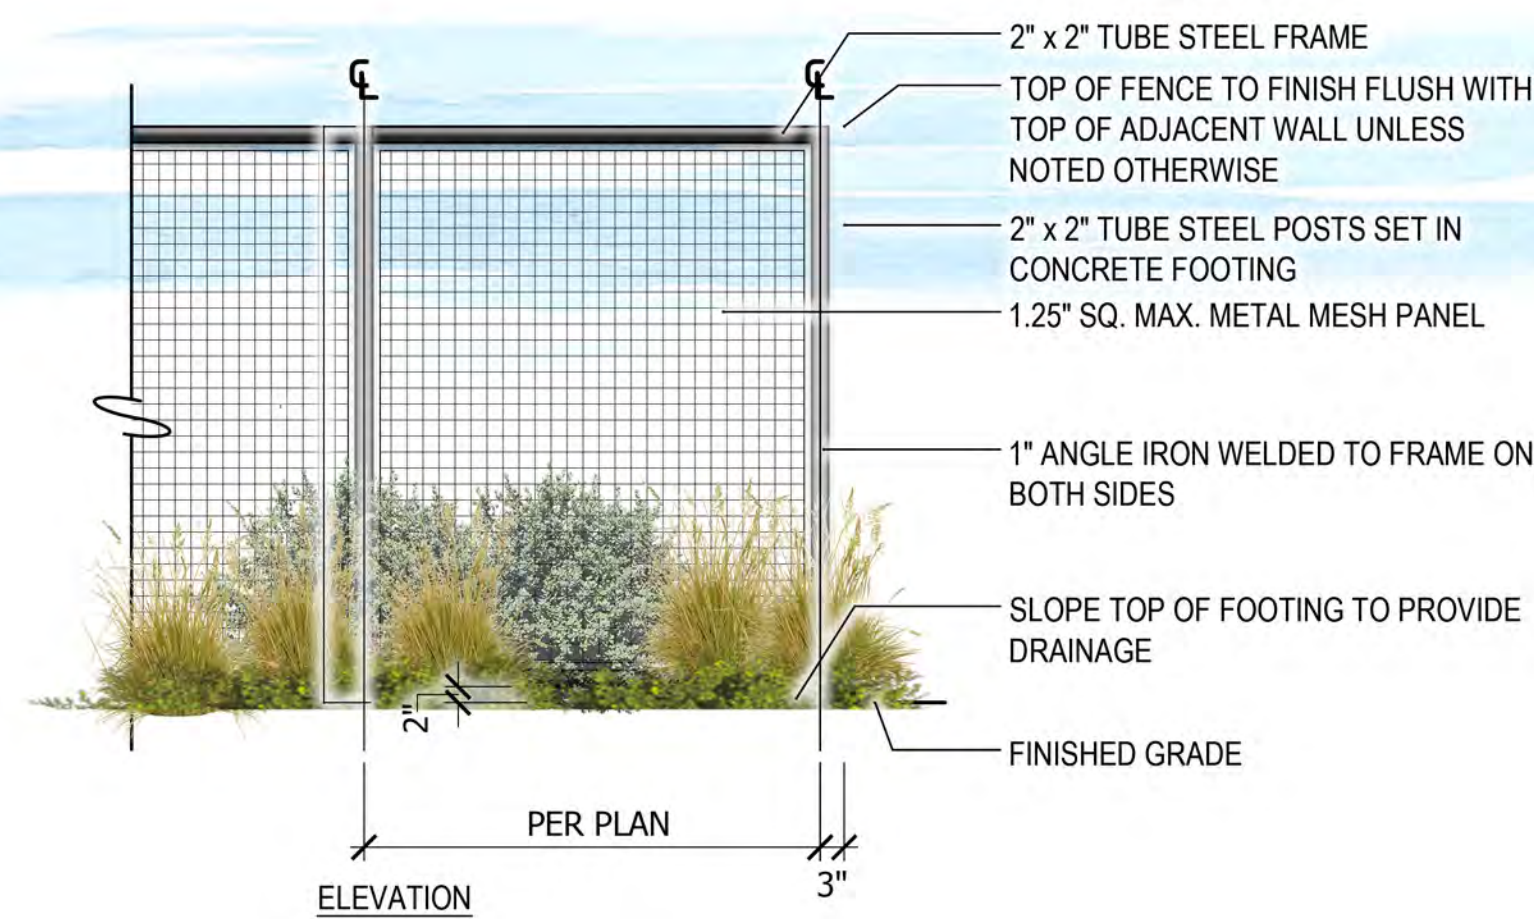 ℄ ℄
2" x 2" TUBE STEEL FRAME
TOP OF FENCE TO FINISH FLUSH WITH
TOP OF ADJACENT WALL UNLESS
NOTED OTHERWISE
2" x 2" TUBE STEEL POSTS SET IN
CONCRETE FOOTING
1.25" SQ. MAX. METAL MESH PANEL
1" ANGLE IRON WELDED TO FRAME ON
BOTH SIDES
SLOPE TOP OF FOOTING TO PROVIDE
DRAINAGE
FINISHED GRADE
2"
PER PLAN
3"
ELEVATION